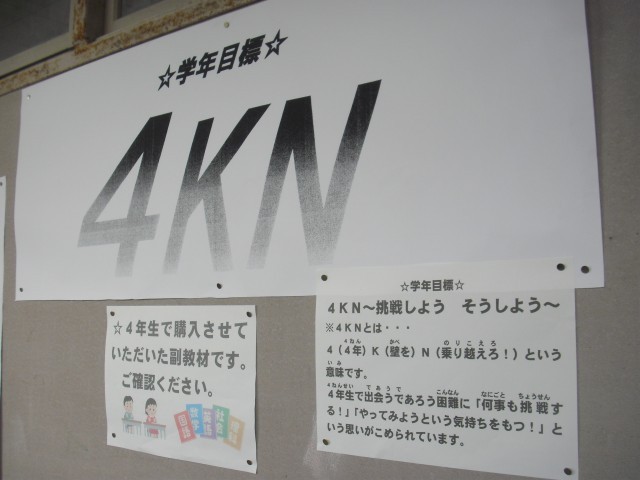 ☆学年目標☆
4KN
☆学年目標☆
4KN～挑戦しよう　そうしよう～
※4KNとは・・・
4（4年）K（壁を）N（乗り越えろ！）という
意味です。
4年生で出会うであろう困難に「何事も挑戦す
る！」「やってみようという気持ちをもつ！」と
いう思いがこめられています。
☆4年生で購入させて
いただいた副教材です。
ご確認ください。
国語